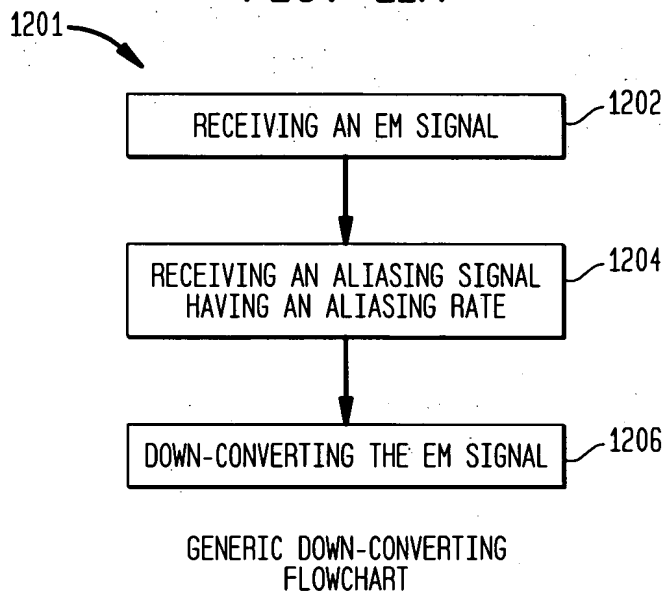 1201
RECEIVING AN EM SIGNAL
1202
RECEIVING AN ALIASING SIGNAL
HAVING AN ALIASING RATE
1204
DOWN-CONVERTING THE EM SIGNAL
1206
GENERIC DOWN-CONVERTING
FLOWCHART